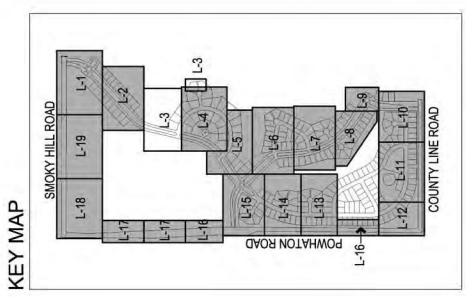 KEY MAP
SMOKY HILL ROAD
L-1
L-19
L-18
L-2
L-3
L-3
L-4
L-5
L-6
L-7
L-8
L-9
L-10
L-11
L-12
L-17
L-17
L-16
L-15
L-14
L-13
L-16
POWHATON ROAD
COUNTY LINE ROAD